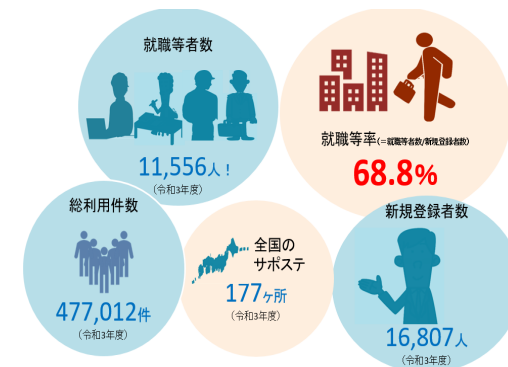 就職等者数
11,556人！
（令和3年度）
就職等率(＝就職等者数/新規登録者数)
68.8%
総利用件数
477,012件
（令和3年度）
全国の
サポステ
177ヶ所
（令和3年度）
新規登録者数
16,807人
（令和3年度）